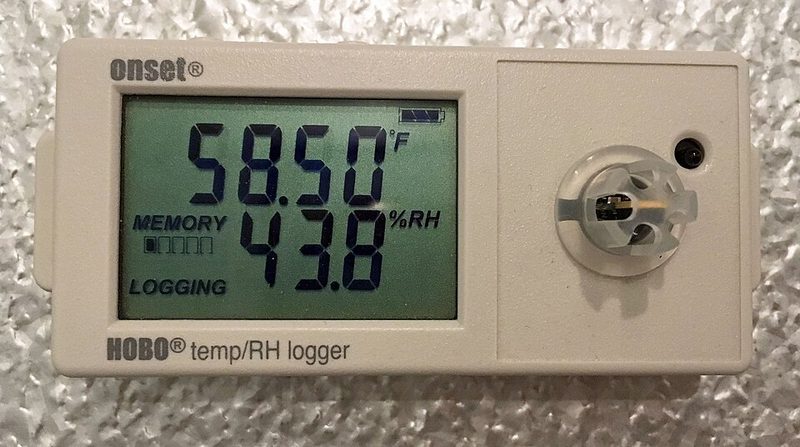 onset®
58.50 °F
MEMORY 43.8 %RH
LOGGING
HOBO® temp/RH logger